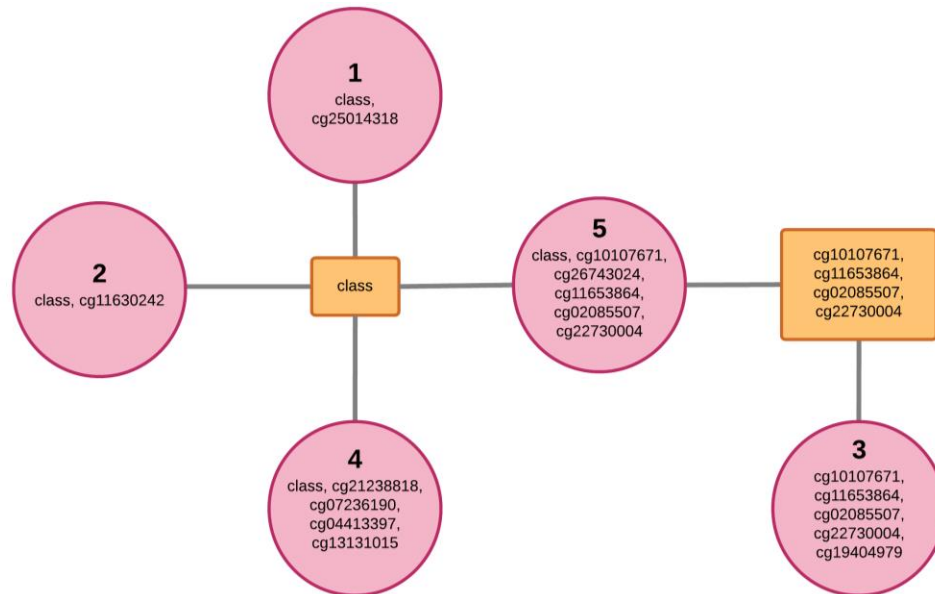 1
class,
cg25014318
2
class, cg11630242
class
5
class, cg10107671,
cg26743024,
cg11653864,
cg02085507,
cg22730004
cg10107671,
cg11653864,
cg02085507,
cg22730004
4
class, cg21238818,
cg07236190,
cg04413397,
cg13131015
3
cg10107671,
cg11653864,
cg02085507,
cg22730004,
cg19404979